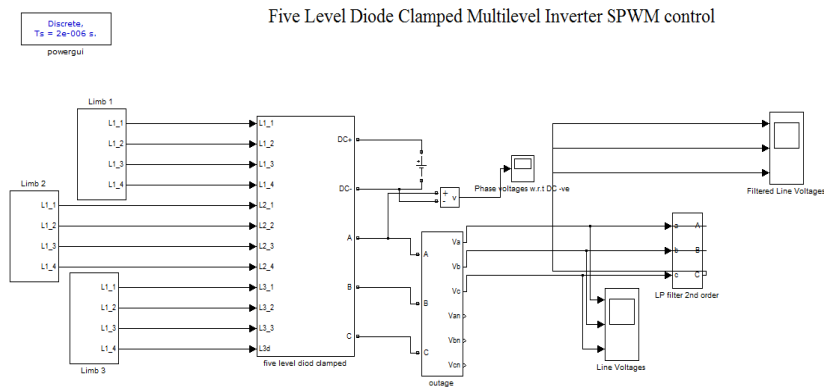 Five Level Diode Clamped Multilevel Inverter SPWM control
Discrete,
Ts = 2e-006 s.
powergui
Limb 1
L1_1
L1_2
L1_3
L1_4
Limb 2
L1_1
L1_2
L1_3
L1_4
L1_1
L1_2
L1_3
L1_4
Limb 3
L1_1
L1_2
L1_3
L1_4
L2_1
L2_2
L2_3
L2_4
L3_1
L3_2
L3_3
L3d
DC+
DC-
A
B
C
five level diod clamped
+
+
-
v
Phase voltages w.r.t DC -ve
A
B
C
Va
Vb
Vc
Van
Vbn
Vcn
outage
a
b
c
A
B
C
LP filter 2nd order
Line Voltages
Filtered Line Voltages